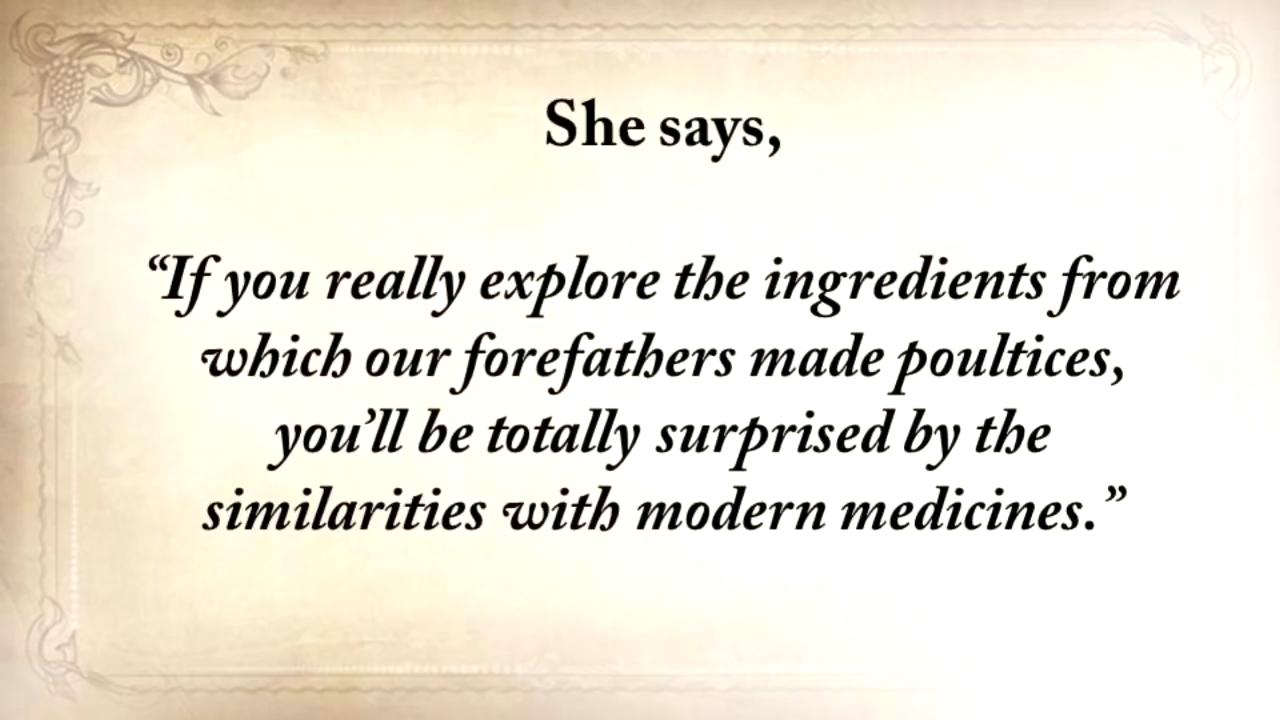 She says,
“If you really explore the ingredients from
which our forefathers made poultices,
you’ll be totally surprised by the
similarities with modern medicines.”